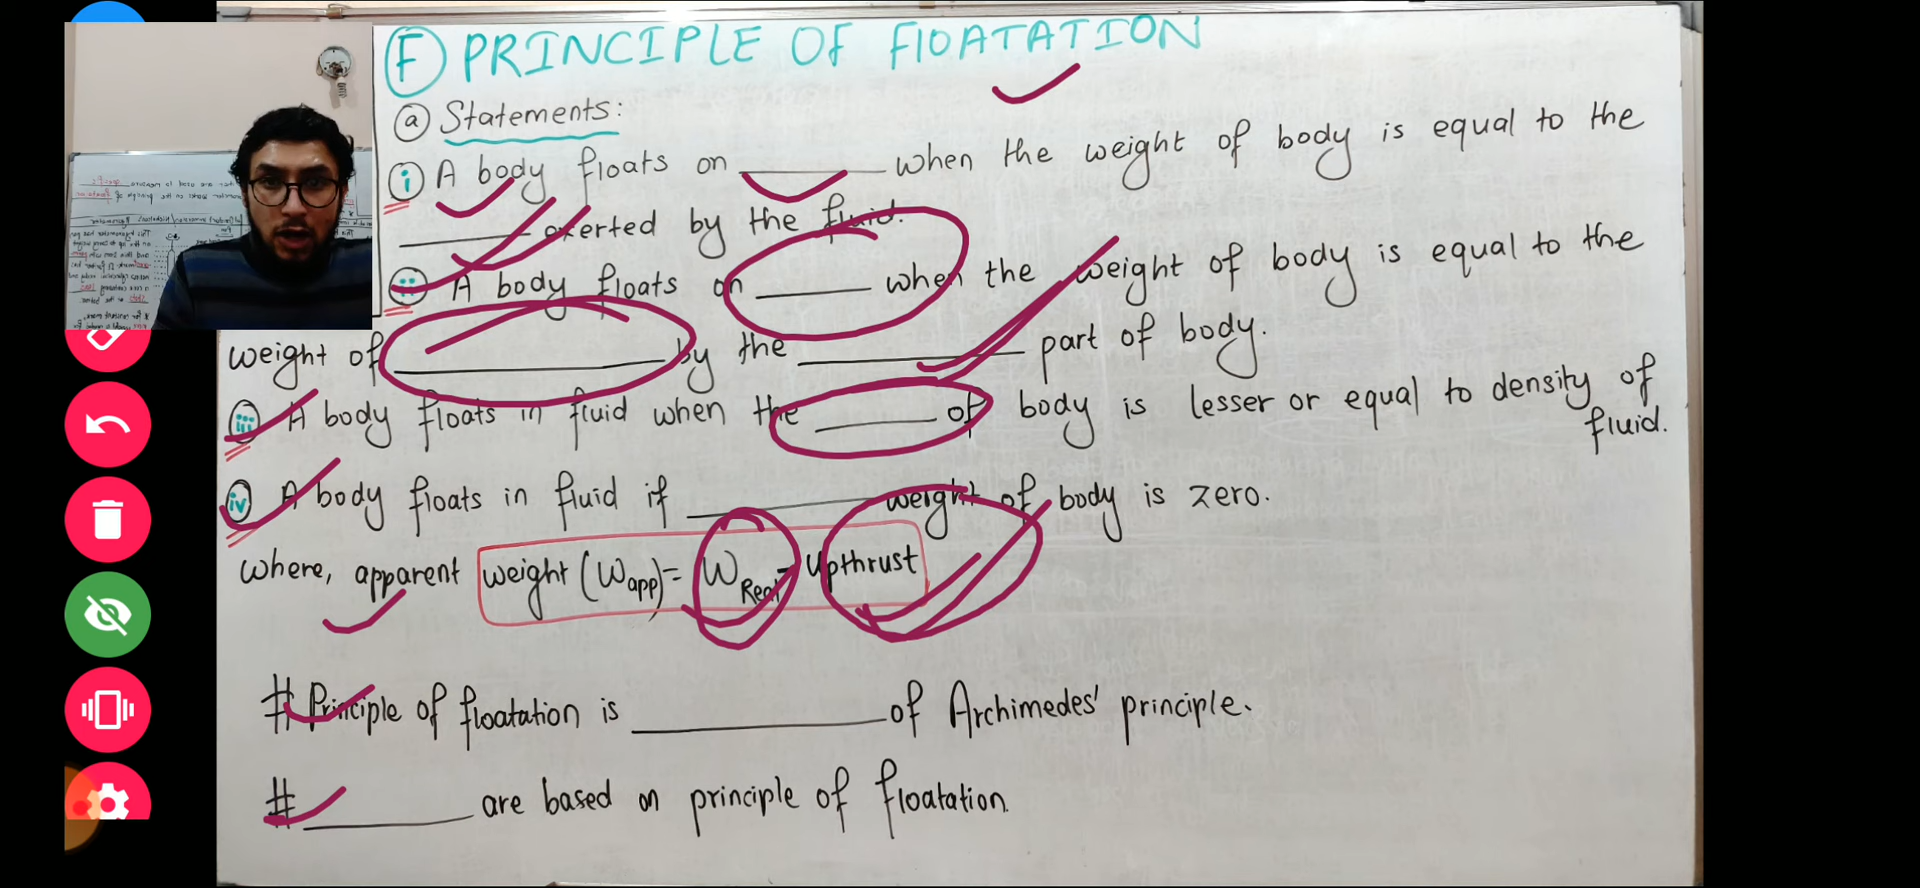 F PRINCIPLE OF FlOATATION
a Statements:
i A body floats on ______ when the weight of body is equal to the
______ exerted by the fluid.
ii A body floats on ______ when the weight of body is equal to the
weight of ______ by the ______ part of body.
iii A body floats in fluid when the ______ of body is lesser or equal to density of
fluid.
iv A body floats in fluid if ______ weight of body is zero.
where, apparent weight (Wapp) = WReal - Upthrust
# Principle of floatation is ______ of Archimedes' principle.
# ______ are based on principle of floatation.